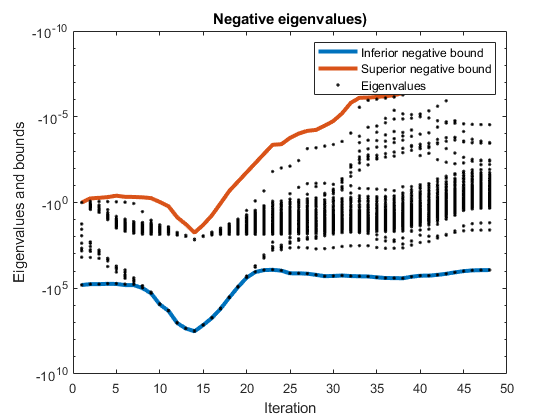 Negative eigenvalues)
-10^-10
Inferior negative bound
Superior negative bound
Eigenvalues
-10^-5
-10^0
-10^5
-10^10
Eigenvalues and bounds
0 5 10 15 20 25 30 35 40 45 50
Iteration